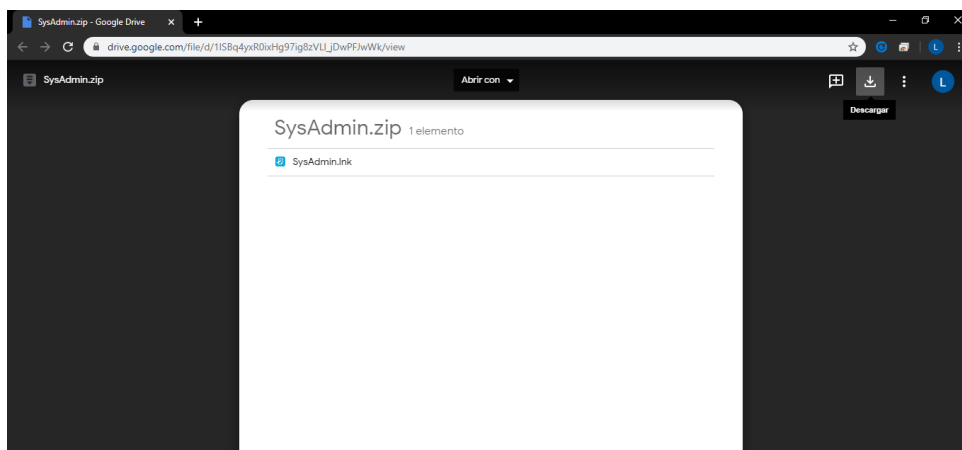 SysAdmin.zip - Google Drive
drive.google.com/file/d/1ISBq4yxR0ixHg97ig8zVLI_jDwPFJwWk/view
L
SysAdmin.zip
Abrir con
L
Descargar
SysAdmin.zip 1 elemento
SysAdmin.lnk